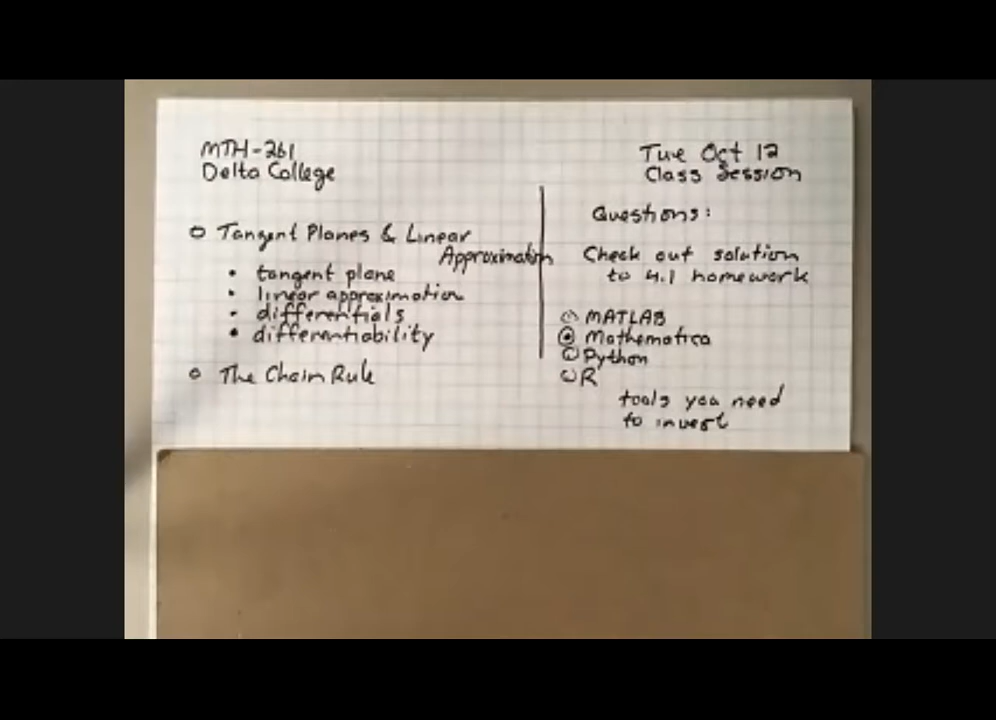 MTH-261
Delta College
Tue Oct 12
Class Session
○ Tangent Planes & Linear
Approximation
• tangent plane
• linear approximation
• differentials
• differentiability
○ The Chain Rule
Questions:
Check out solution
to 4.1 homework
○ MATLAB
⦿ Mathematica
○ Python
○ R
tools you need
to invest